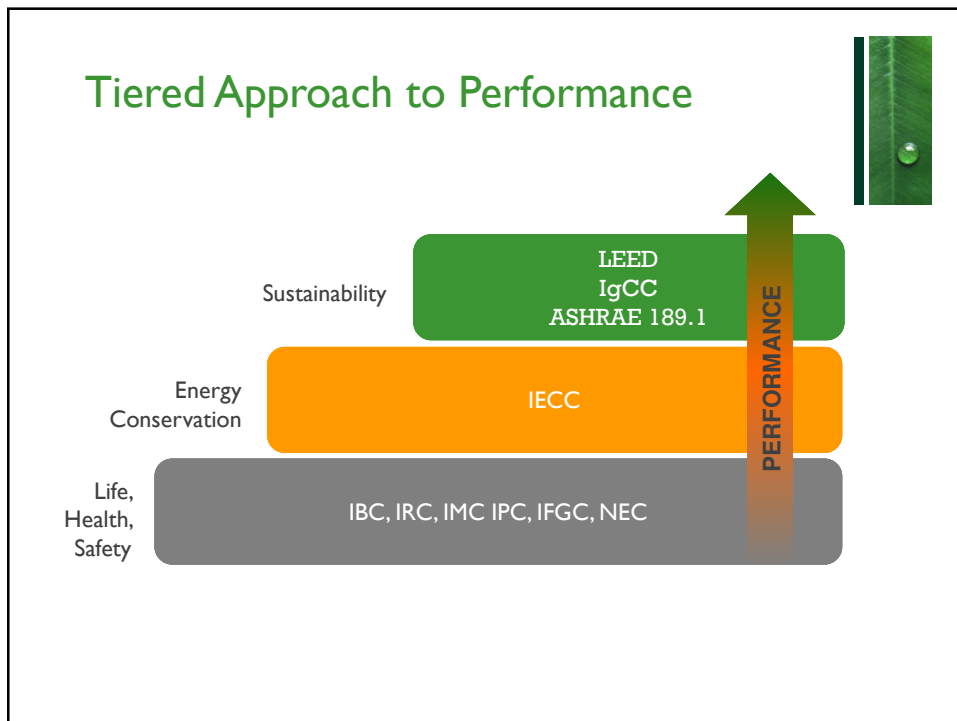 Tiered Approach to Performance
Sustainability
LEED
IgCC
ASHRAE 189.1
Energy
Conservation
IECC
Life,
Health,
Safety
IBC, IRC, IMC IPC, IFGC, NEC
PERFORMANCE